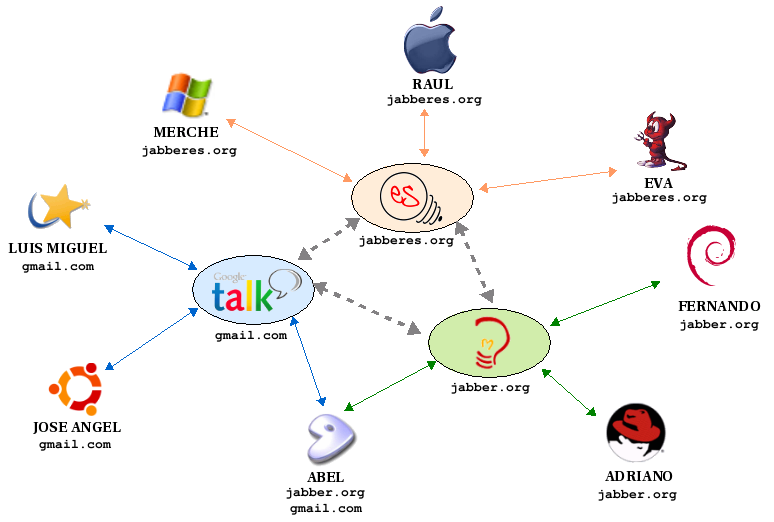 RAUL
jabberes.org
MERCHE
jabberes.org
EVA
jabberes.org
eS
jabberes.org
LUIS MIGUEL
gmail.com
Google
talk
gmail.com
FERNANDO
jabber.org
jabber.org
JOSE ANGEL
gmail.com
ABEL
jabber.org
gmail.com
ADRIANO
jabber.org